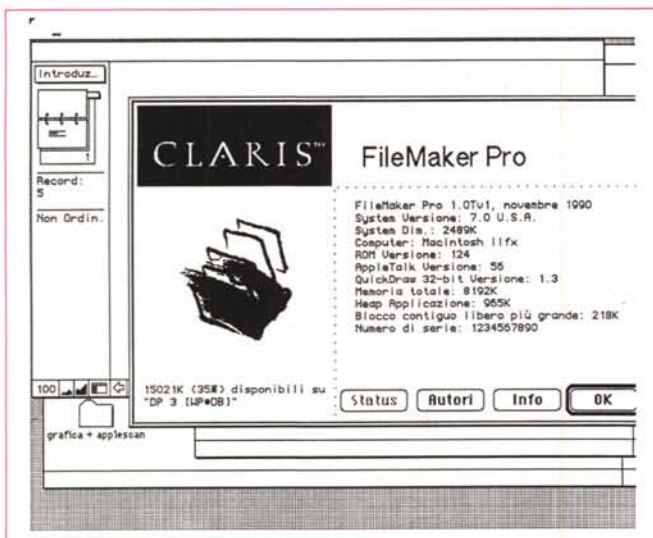 Introduz...
1
Record:
5
Non Ordin.
CLARIS™
FileMaker Pro
FileMaker Pro 1.0Tv1, novembre 1990
System Versione: 7.0 U.S.A.
System Dim.: 2489K
Computer: Macintosh IIfx
ROM Versione: 124
AppleTalk Versione: 56
QuickDraw 32-bit Versione: 1.3
Memoria totale: 8192K
Heap Applicazione: 965K
Blocco contiguo libero più grande: 218K
Numero di serie: 1234567890
15021K (35%) disponibili su
"DP 3 [WP•DB]"
Status
Autori
Info
OK
100
grafica + applescan